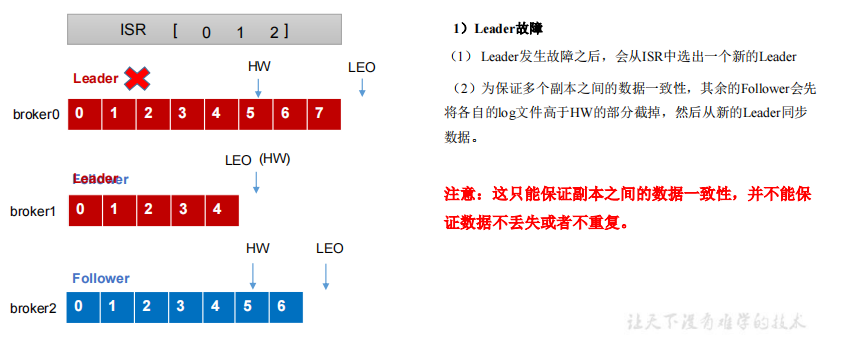 ISR [ 0 1 2 ]
Leader
HW
LEO
broker0
0 1 2 3 4 5 6 7
LEO (HW)
Follower
Leader
broker1
0 1 2 3 4
HW
LEO
Follower
broker2
0 1 2 3 4 5 6
1）Leader故障
（1） Leader发生故障之后，会从ISR中选出一个新的Leader
（2）为保证多个副本之间的数据一致性，其余的Follower会先
将各自的log文件高于HW的部分截掉，然后从新的Leader同步
数据。
注意：这只能保证副本之间的数据一致性，并不能保
证数据不丢失或者不重复。
让天下没有难学的技术